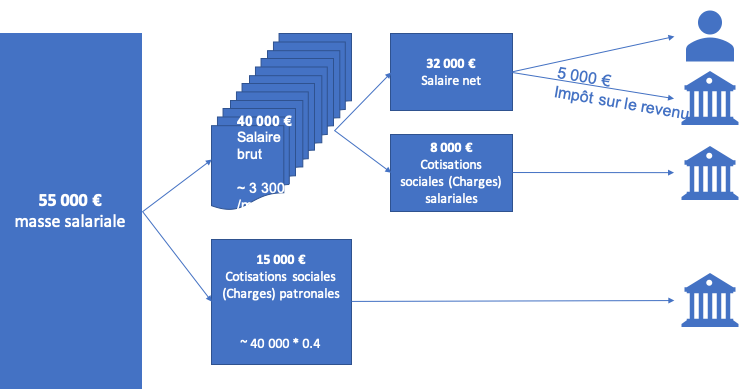 55 000 €
masse salariale
40 000 €
Salaire
brut
~ 3 300
32 000 €
Salaire net
5 000 €
Impôt sur le revenu
8 000 €
Cotisations
sociales (Charges)
salariales
15 000 €
Cotisations sociales
(Charges) patronales
~ 40 000 * 0.4